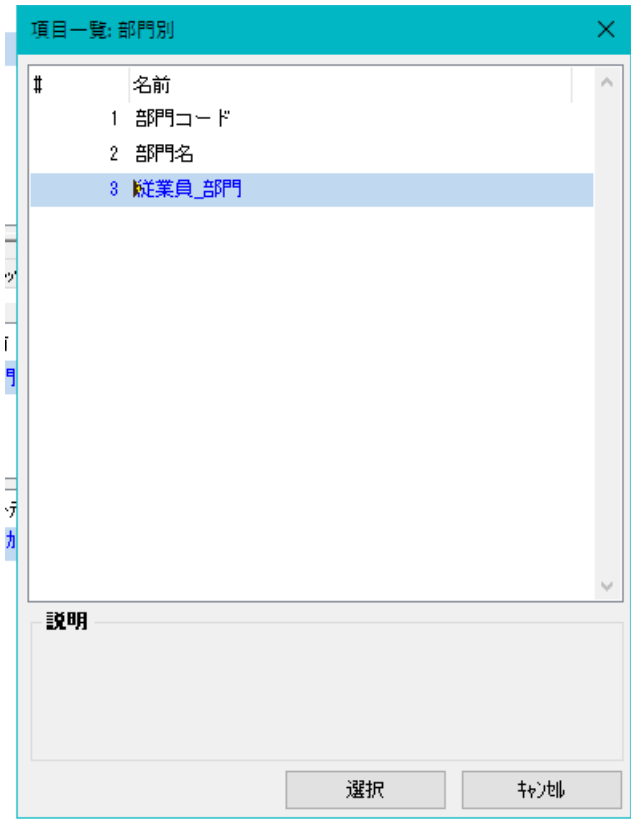 項目一覧: 部門別
# 名前
1 部門コード
2 部門名
3 従業員_部門
説明
選択 ｷｬﾝｾﾙ